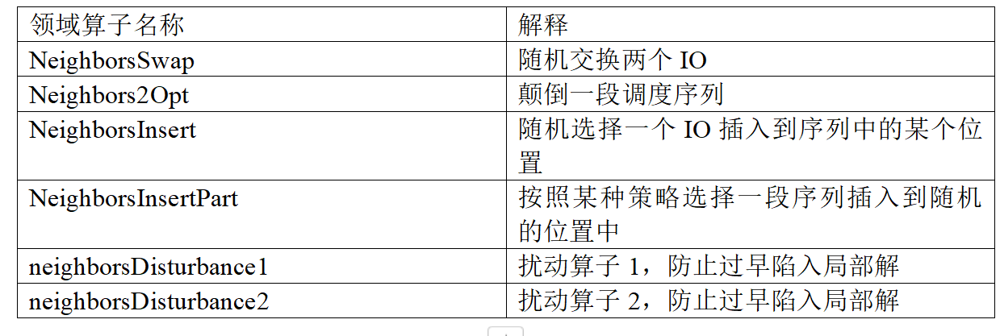 领域算子名称 解释
NeighborsSwap 随机交换两个 IO
Neighbors2Opt 颠倒一段调度序列
NeighborsInsert 随机选择一个 IO 插入到序列中的某个位
置
NeighborsInsertPart 按照某种策略选择一段序列插入到随机
的位置中
neighborsDisturbance1 扰动算子 1，防止过早陷入局部解
neighborsDisturbance2 扰动算子 2，防止过早陷入局部解